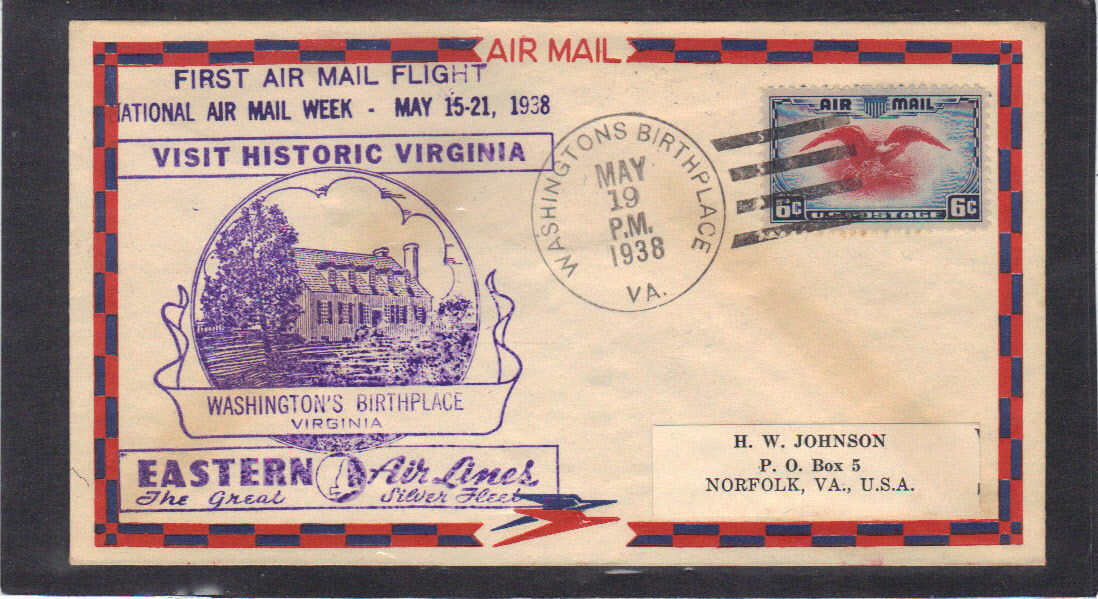 AIR MAIL
FIRST AIR MAIL FLIGHT
NATIONAL AIR MAIL WEEK - MAY 15-21, 1938
VISIT HISTORIC VIRGINIA
WASHINGTON'S BIRTHPLACE
VIRGINIA
EASTERN Air Lines
The Great Silver Fleet
WASHINGTONS BIRTHPLACE
MAY
19
P.M.
1938
VA.
AIR MAIL
6¢ U.S. POSTAGE 6¢
H. W. JOHNSON
P. O. Box 5
NORFOLK, VA., U.S.A.